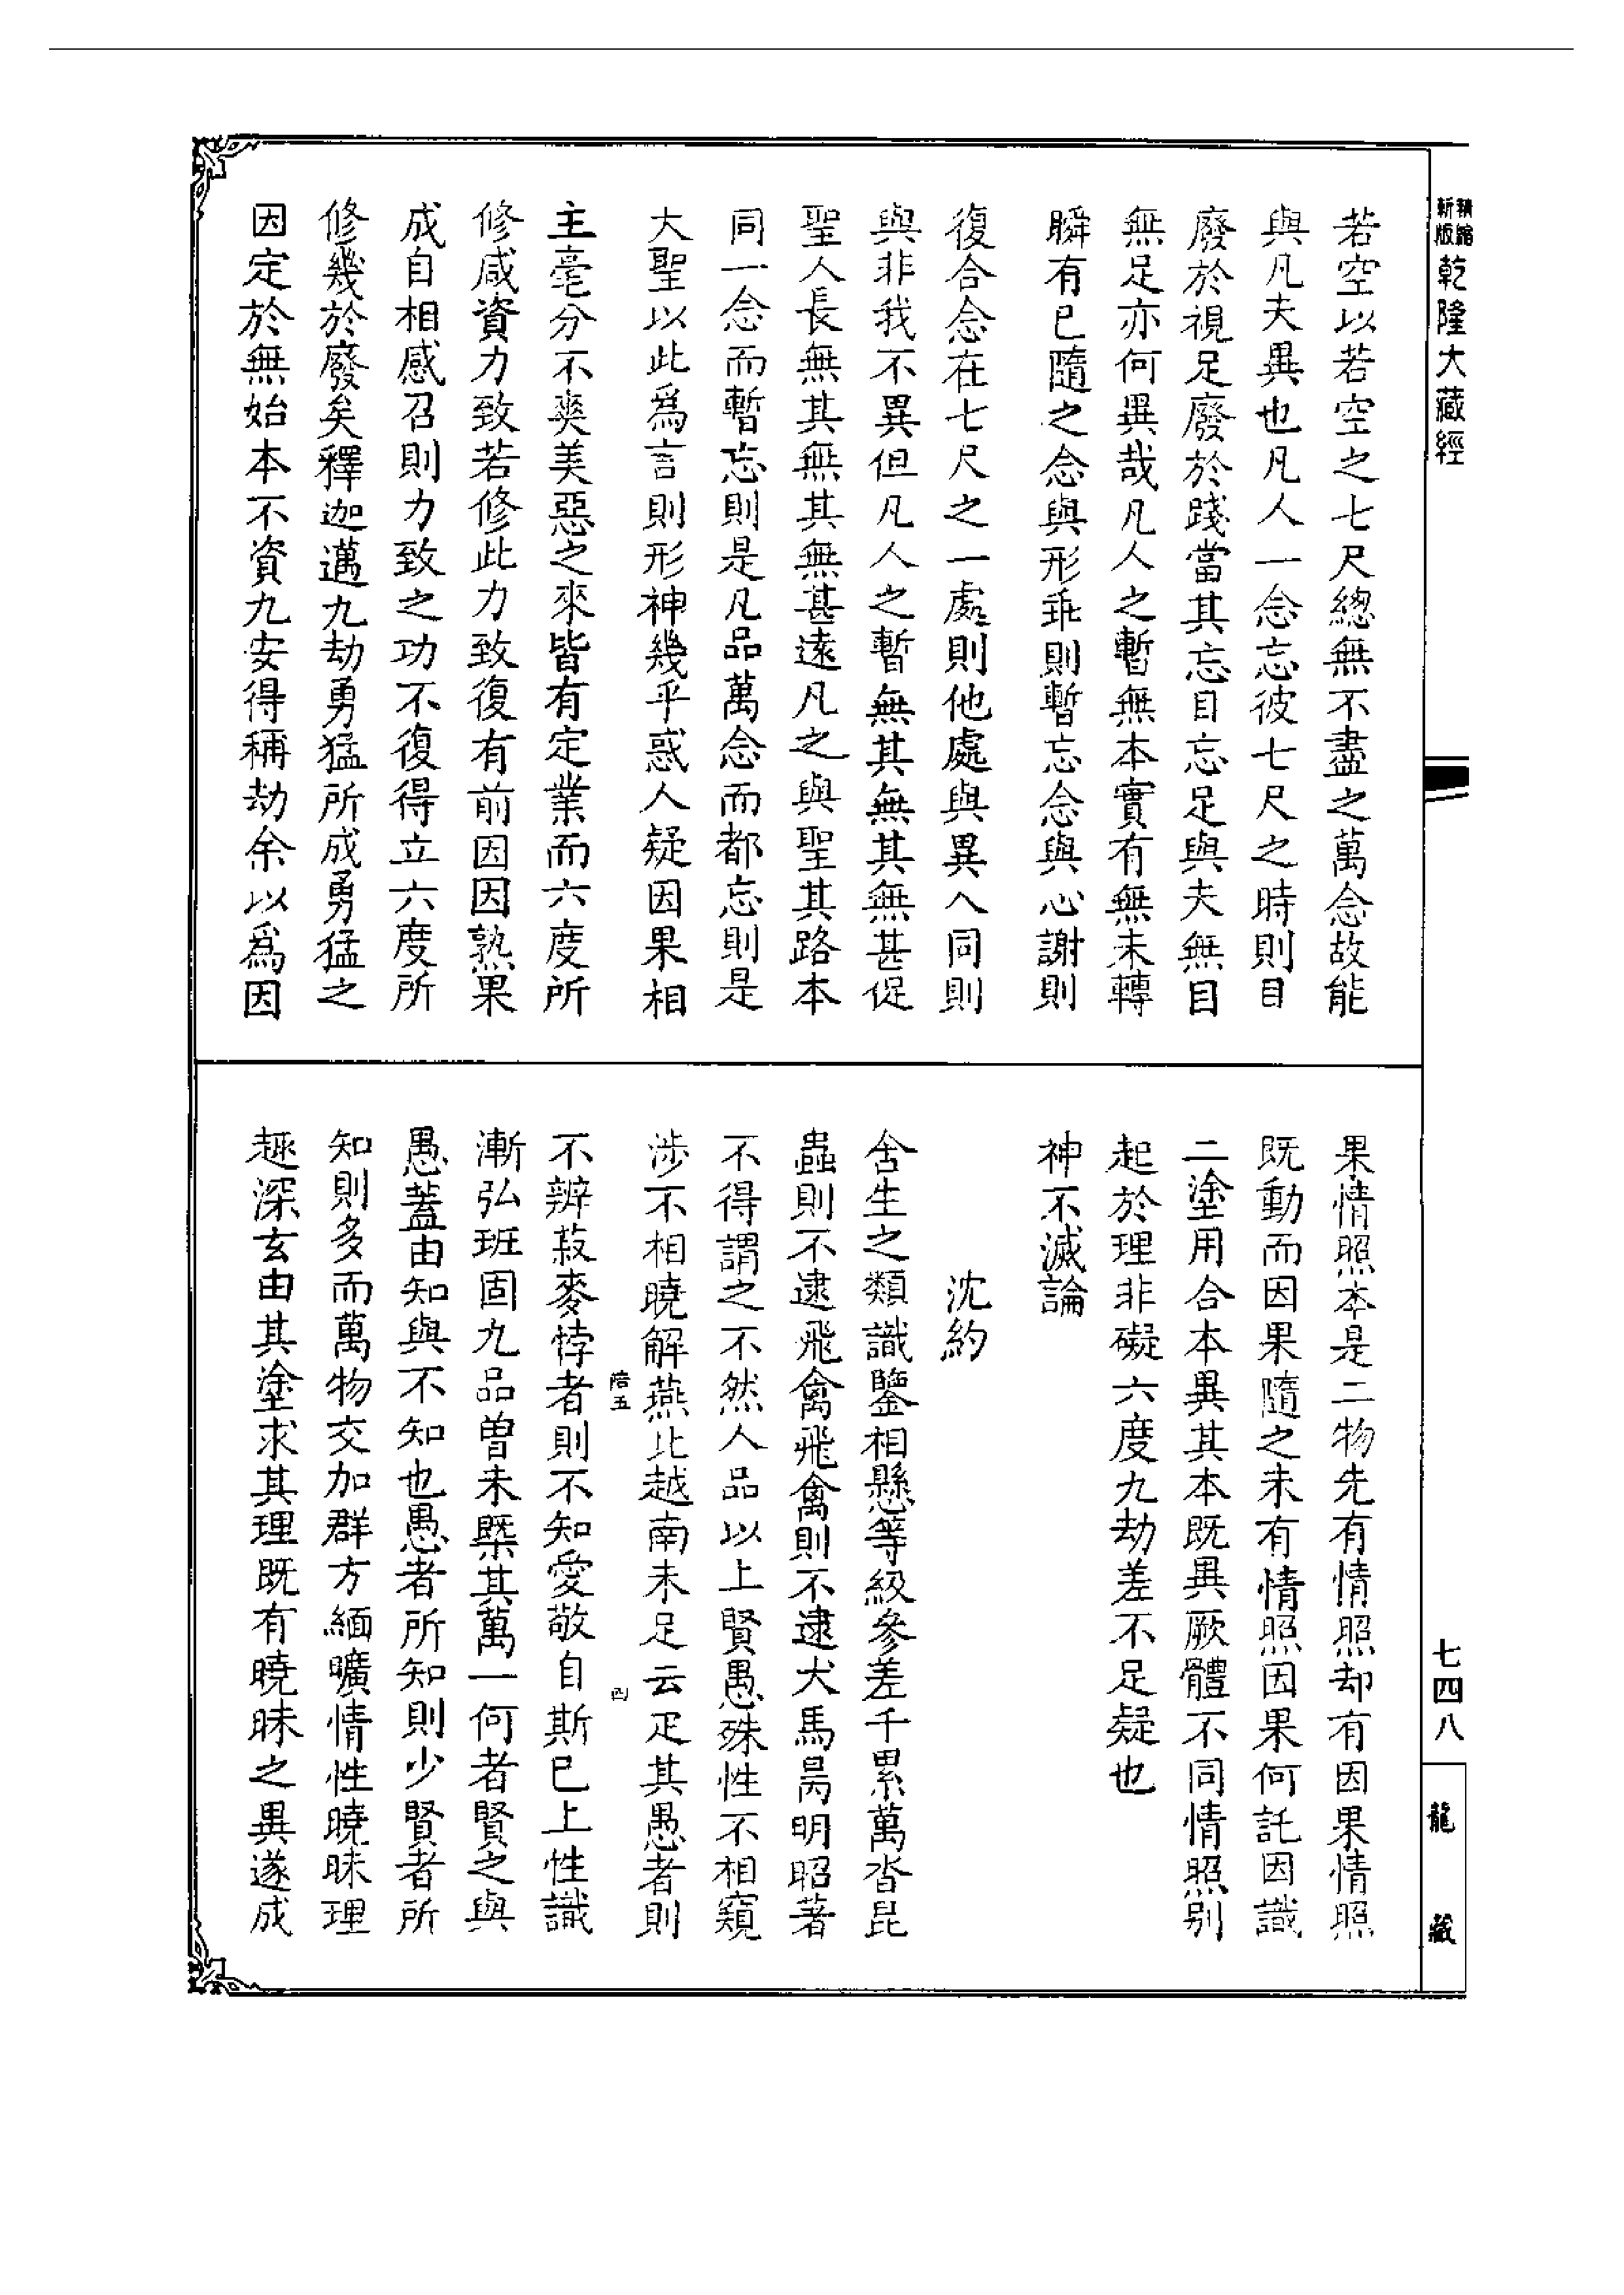 精縮
新版
乾隆大藏經
若空以若空之七尺總無不盡之萬念故能
與凡夫異也凡人一念忘彼七尺之時則目
廢於視足廢於踐當其忘目忘足與夫無目
無足亦何異哉凡人之暫無本實有無未轉
瞬有已隨之念與形乖則暫忘念與心謝則
復合念在七尺之一處則他處與異人同則
與非我不異但凡人之暫無其無其無甚促
聖人長無其無其無甚遠凡之與聖其路本
同一念而暫忘則是凡品萬念而都忘則是
大聖以此為言則形神幾乎惑人疑因果相
主毫分不爽美惡之來皆有定業而六度所
修咸資力致若修此力致復有前因因熟果
成自相感召則力致之功不復得立六度所
修幾於廢矣釋迦邁九劫勇猛所成勇猛之
因定於無始本不資九安得稱劫余以為因
果情照本是二物先有情照却有因果情照
既動而因果隨之未有情照因果何託因識
二塗用合本異其本既異厥體不同情照別
起於理非礙六度九劫差不足疑也
神不滅論
沈約
含生之類識鑒相懸等級參差千累萬沓昆
蟲則不逮飛禽飛禽則不逮犬馬昺明昭著
不得謂之不然人品以上賢愚殊性不相窺
涉不相曉解燕北越南未足云疋其愚者則
陪五
四
不辨菽麥悖者則不知愛敬自斯已上性識
漸弘班固九品曾未槩其萬一何者賢之與
愚蓋由知與不知也愚者所知則少賢者所
知則多而萬物交加群方緬曠情性曉昧理
趣深玄由其塗求其理既有曉昧之異遂成
七四八
龍藏